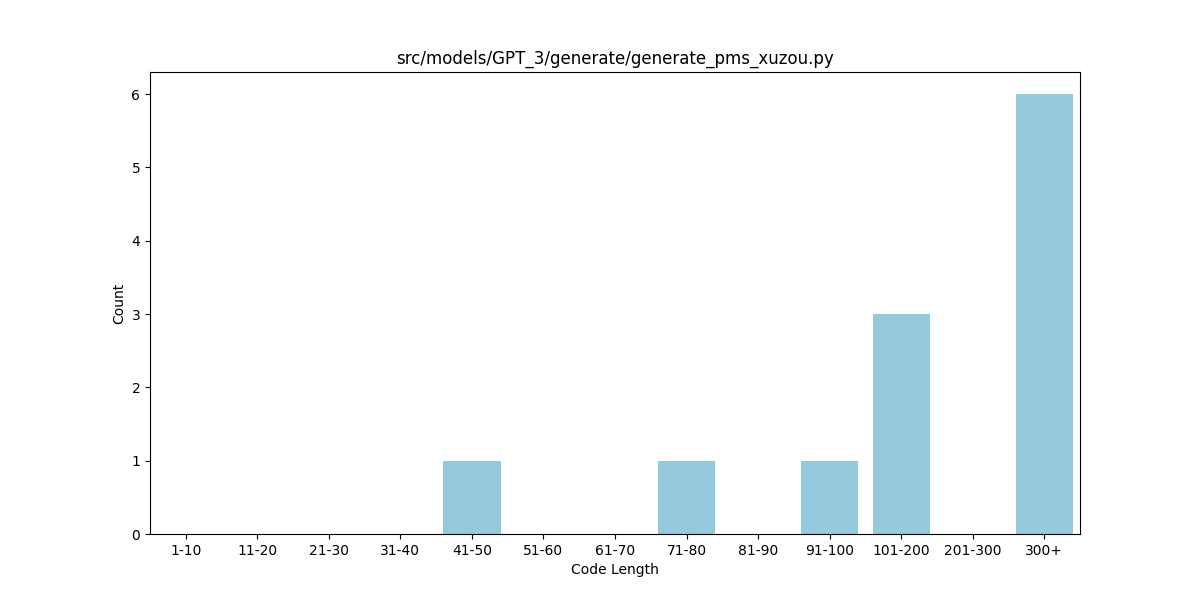 src/models/GPT_3/generate/generate_pms_xuzou.py
6
5
4
3
2
1
0
Count
1-10 11-20 21-30 31-40 41-50 51-60 61-70 71-80 81-90 91-100 101-200 201-300 300+
Code Length